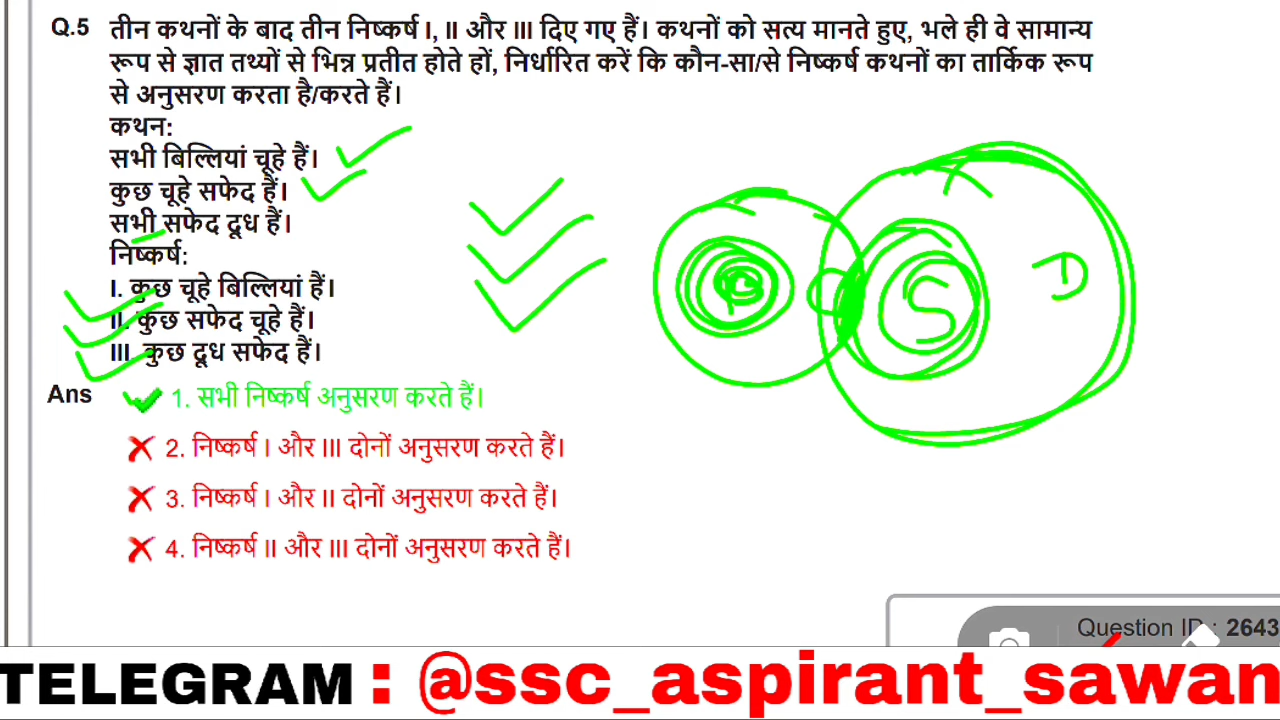 Q.5 तीन कथनों के बाद तीन निष्कर्ष I, II और III दिए गए हैं। कथनों को सत्य मानते हुए, भले ही वे सामान्य
रूप से ज्ञात तथ्यों से भिन्न प्रतीत होते हों, निर्धारित करें कि कौन-सा/से निष्कर्ष कथनों का तार्किक रूप
से अनुसरण करता है/करते हैं।
कथन:
सभी बिल्लियां चूहे हैं।
कुछ चूहे सफेद हैं।
सभी सफेद दूध हैं।
निष्कर्ष:
I. कुछ चूहे बिल्लियां हैं।
II. कुछ सफेद चूहे हैं।
III. कुछ दूध सफेद हैं।
Ans 1. सभी निष्कर्ष अनुसरण करते हैं।
2. निष्कर्ष I और III दोनों अनुसरण करते हैं।
3. निष्कर्ष I और II दोनों अनुसरण करते हैं।
4. निष्कर्ष II और III दोनों अनुसरण करते हैं।
S D
Question ID : 2643
TELEGRAM : @ssc_aspirant_sawan